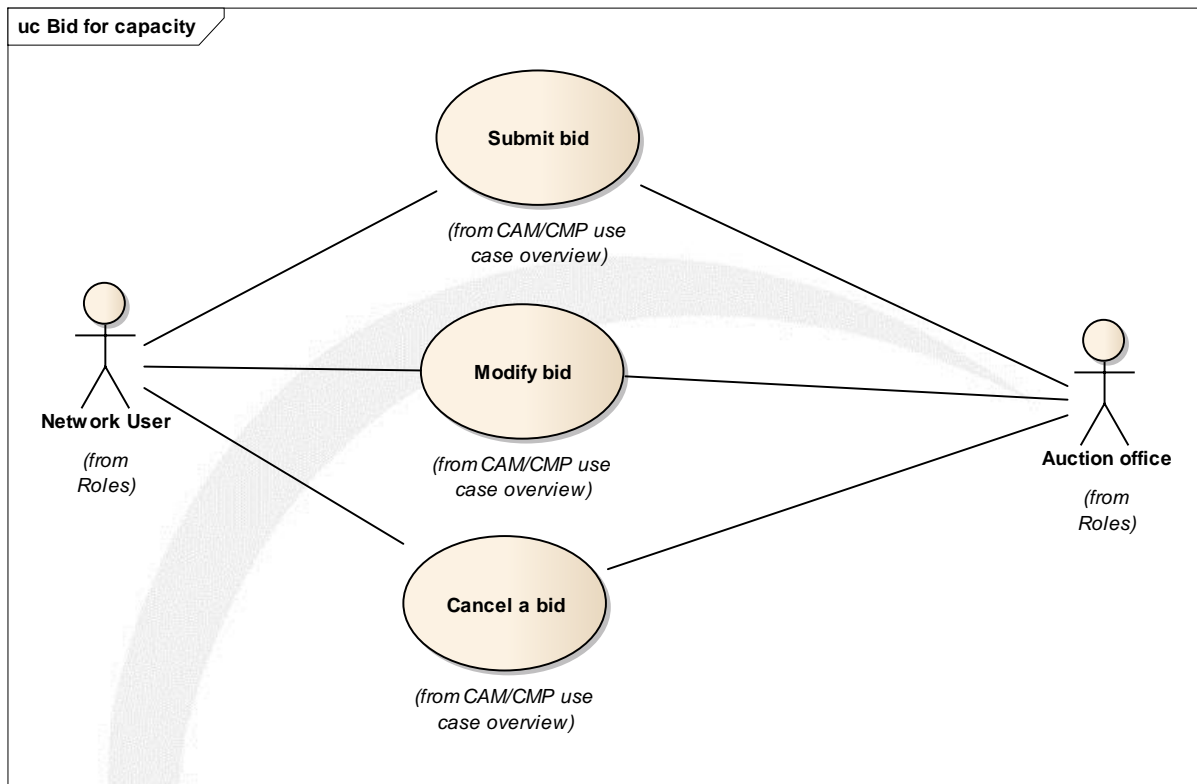 uc Bid for capacity
Submit bid
(from CAM/CMP use
case overview)
Network User
(from
Roles)
Modify bid
(from CAM/CMP use
case overview)
Auction office
(from
Roles)
Cancel a bid
(from CAM/CMP use
case overview)